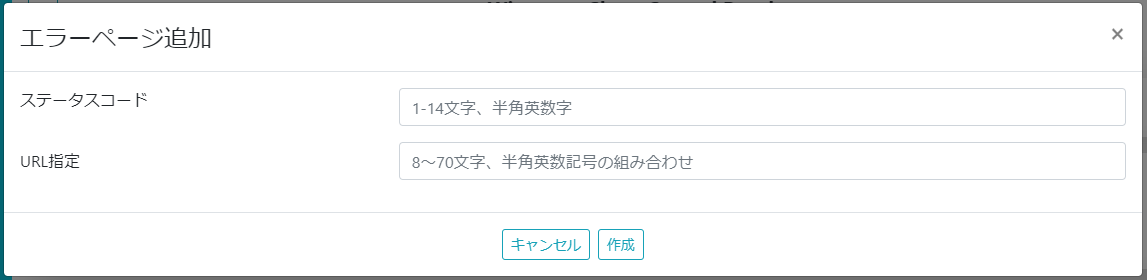 エラーページ追加
×
ステータスコード
1-14文字、半角英数字
URL指定
8～70文字、半角英数記号の組み合わせ
キャンセル 作成